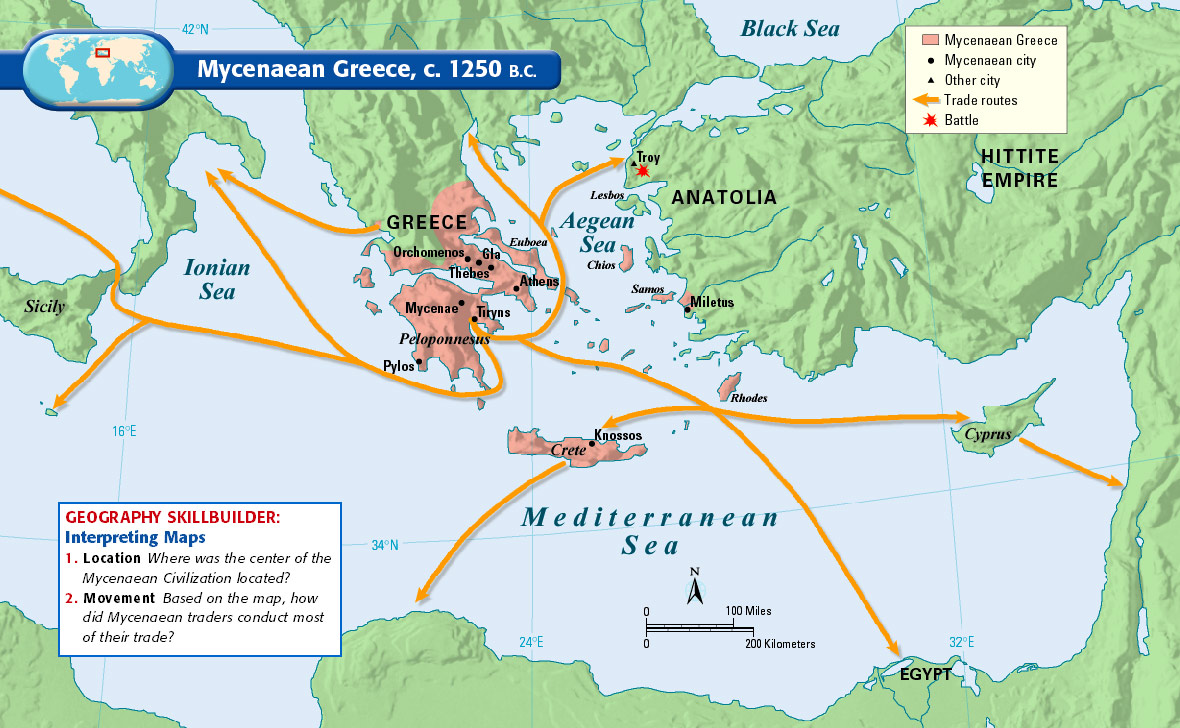 42°N
Black Sea
Mycenaean Greece, c. 1250 B.C.
Mycenaean Greece
Mycenaean city
Other city
Trade routes
Battle
HITTITE
EMPIRE
Troy
ANATOLIA
Lesbos
GREECE
Aegean
Sea
Euboea
Orchomenos
Gla
Thebes
Chios
Athens
Ionian
Sea
Samos
Miletus
Sicily
Mycenae
Tiryns
Peloponnesus
Pylos
Rhodes
16°E
Knossos
Crete
Cyprus
Mediterranean
Sea
GEOGRAPHY SKILLBUILDER:
Interpreting Maps
1. Location Where was the center of the
Mycenaean Civilization located?
2. Movement Based on the map, how
did Mycenaean traders conduct most
of their trade?
34°N
N
0
100 Miles
0
200 Kilometers
24°E
32°E
EGYPT